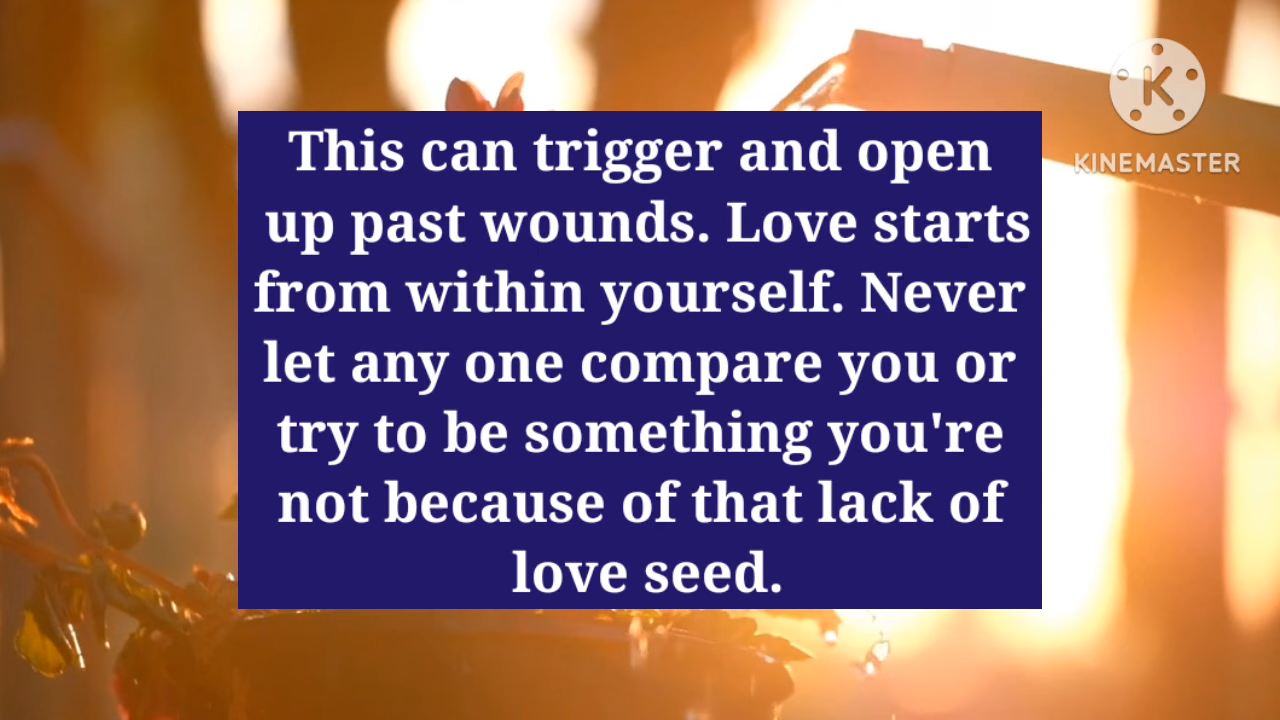 This can trigger and open
up past wounds. Love starts
from within yourself. Never
let any one compare you or
try to be something you're
not because of that lack of
love seed.
K
KINEMASTER